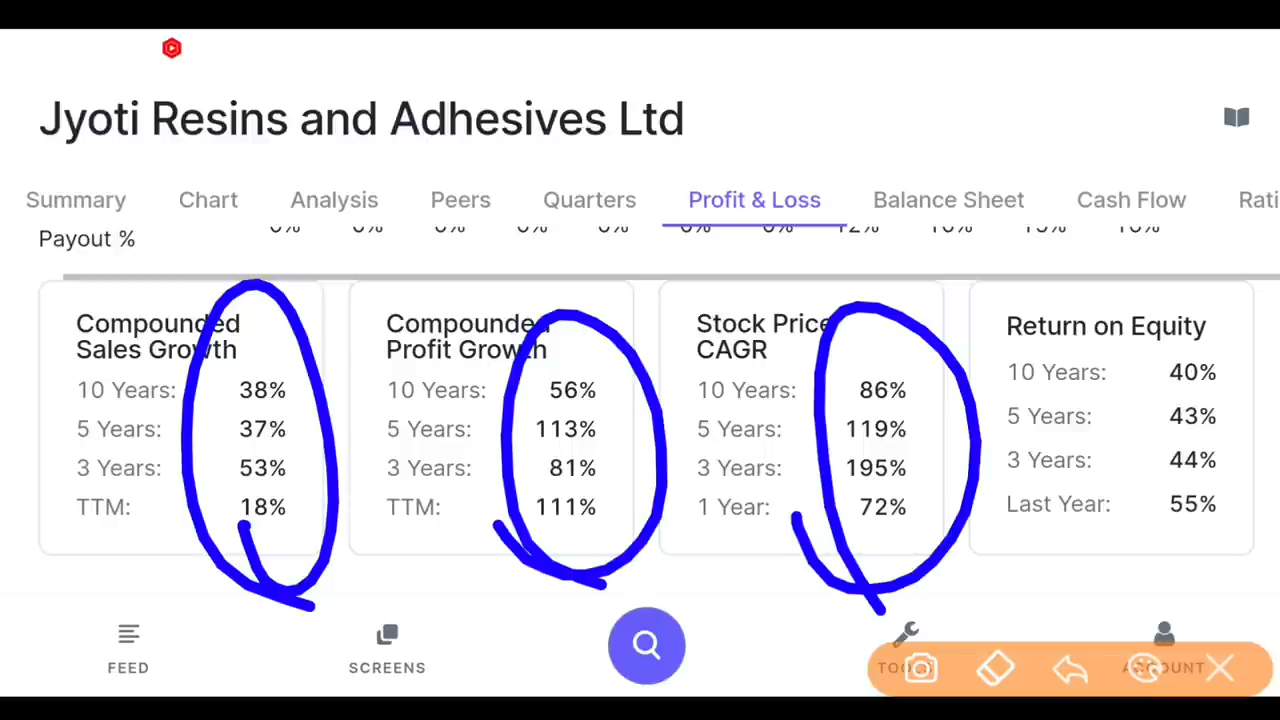 Jyoti Resins and Adhesives Ltd
Summary Chart Analysis Peers Quarters Profit & Loss Balance Sheet Cash Flow Rati
Payout %
Compounded Sales Growth
10 Years: 38%
5 Years: 37%
3 Years: 53%
TTM: 18%
Compounded Profit Growth
10 Years: 56%
5 Years: 113%
3 Years: 81%
TTM: 111%
Stock Price CAGR
10 Years: 86%
5 Years: 119%
3 Years: 195%
1 Year: 72%
Return on Equity
10 Years: 40%
5 Years: 43%
3 Years: 44%
Last Year: 55%
FEED SCREENS TOOLS ACCOUNT